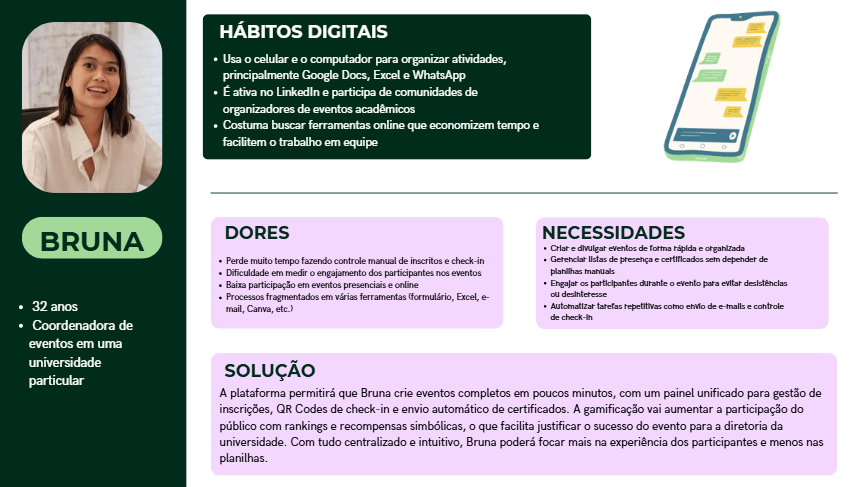 BRUNA
32 anos
Coordenadora de
eventos em uma
universidade
particular
HÁBITOS DIGITAIS
Usa o celular e o computador para organizar atividades,
principalmente Google Docs, Excel e WhatsApp
É ativa no LinkedIn e participa de comunidades de
organizadores de eventos acadêmicos
Costuma buscar ferramentas online que economizem tempo e
facilitem o trabalho em equipe
DORES
Perde muito tempo fazendo controle manual de inscritos e check-in
Dificuldade em medir o engajamento dos participantes nos eventos
Baixa participação em eventos presenciais e online
Processos fragmentados em várias ferramentas (formulário, Excel, e-
mail, Canva, etc.)
NECESSIDADES
Criar e divulgar eventos de forma rápida e organizada
Gerenciar listas de presença e certificados sem depender de
planilhas manuais
Engajar os participantes durante o evento para evitar desistências
ou desinteresse
Automatizar tarefas repetitivas como envio de e-mails e controle
de check-in
SOLUÇÃO
A plataforma permitirá que Bruna crie eventos completos em poucos minutos, com um painel unificado para gestão de
inscrições, QR Codes de check-in e envio automático de certificados. A gamificação vai aumentar a participação do
público com rankings e recompensas simbólicas, o que facilita justificar o sucesso do evento para a diretoria da
universidade. Com tudo centralizado e intuitivo, Bruna poderá focar mais na experiência dos participantes e menos nas
planilhas.